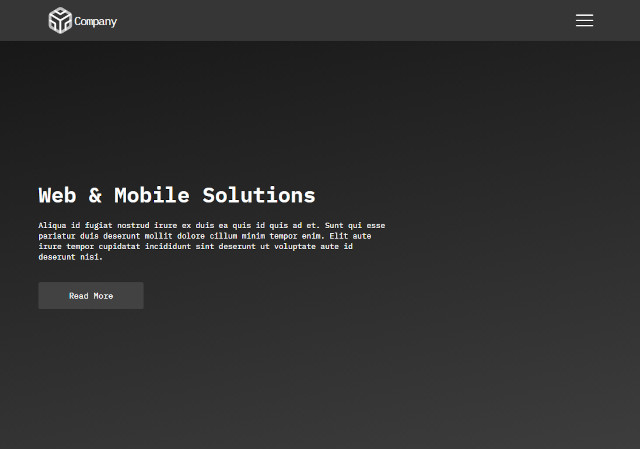 Company
Web & Mobile Solutions
Aliqua id fugiat nostrud irure ex duis ea quis id quis ad et. Sunt qui esse
pariatur duis deserunt mollit dolore cillum minim tempor enim. Elit aute
irure tempor cupidatat incididunt sint deserunt ut voluptate aute id
deserunt nisi.
Read More